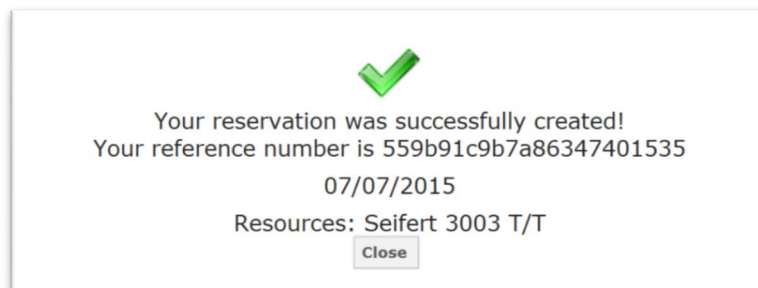 Your reservation was successfully created!
Your reference number is 559b91c9b7a86347401535
07/07/2015
Resources: Seifert 3003 T/T
Close